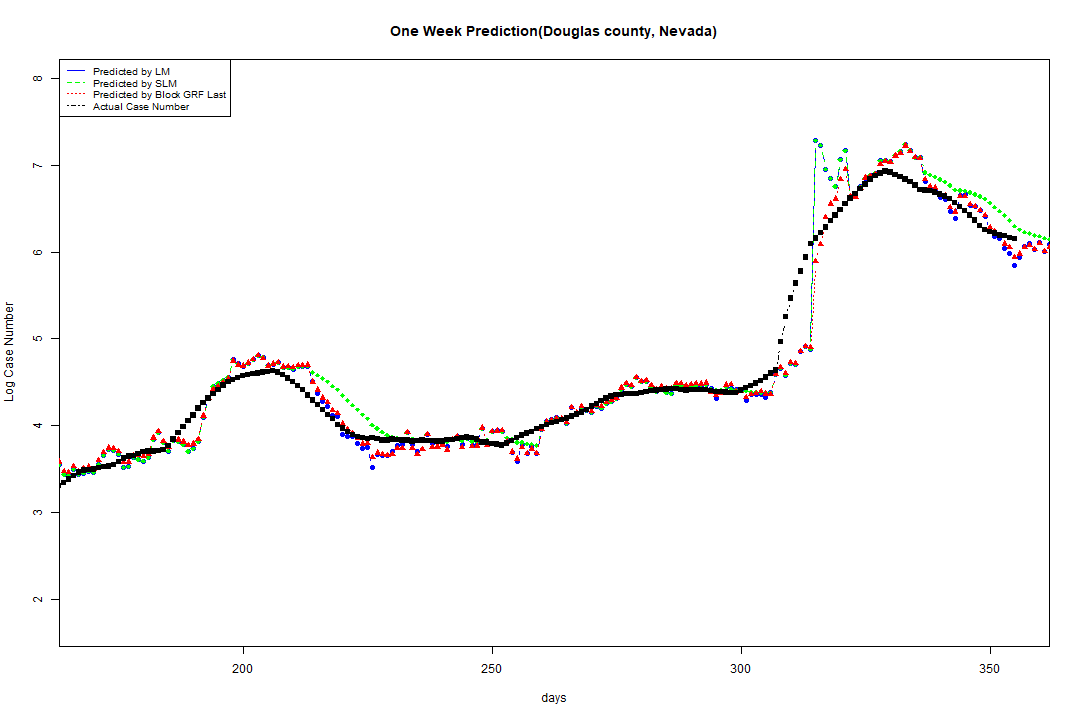 One Week Prediction(Douglas county, Nevada)
Predicted by LM
Predicted by SLM
Predicted by Block GRF Last
Actual Case Number
Log Case Number
8
7
6
5
4
3
2
200
250
300
350
days